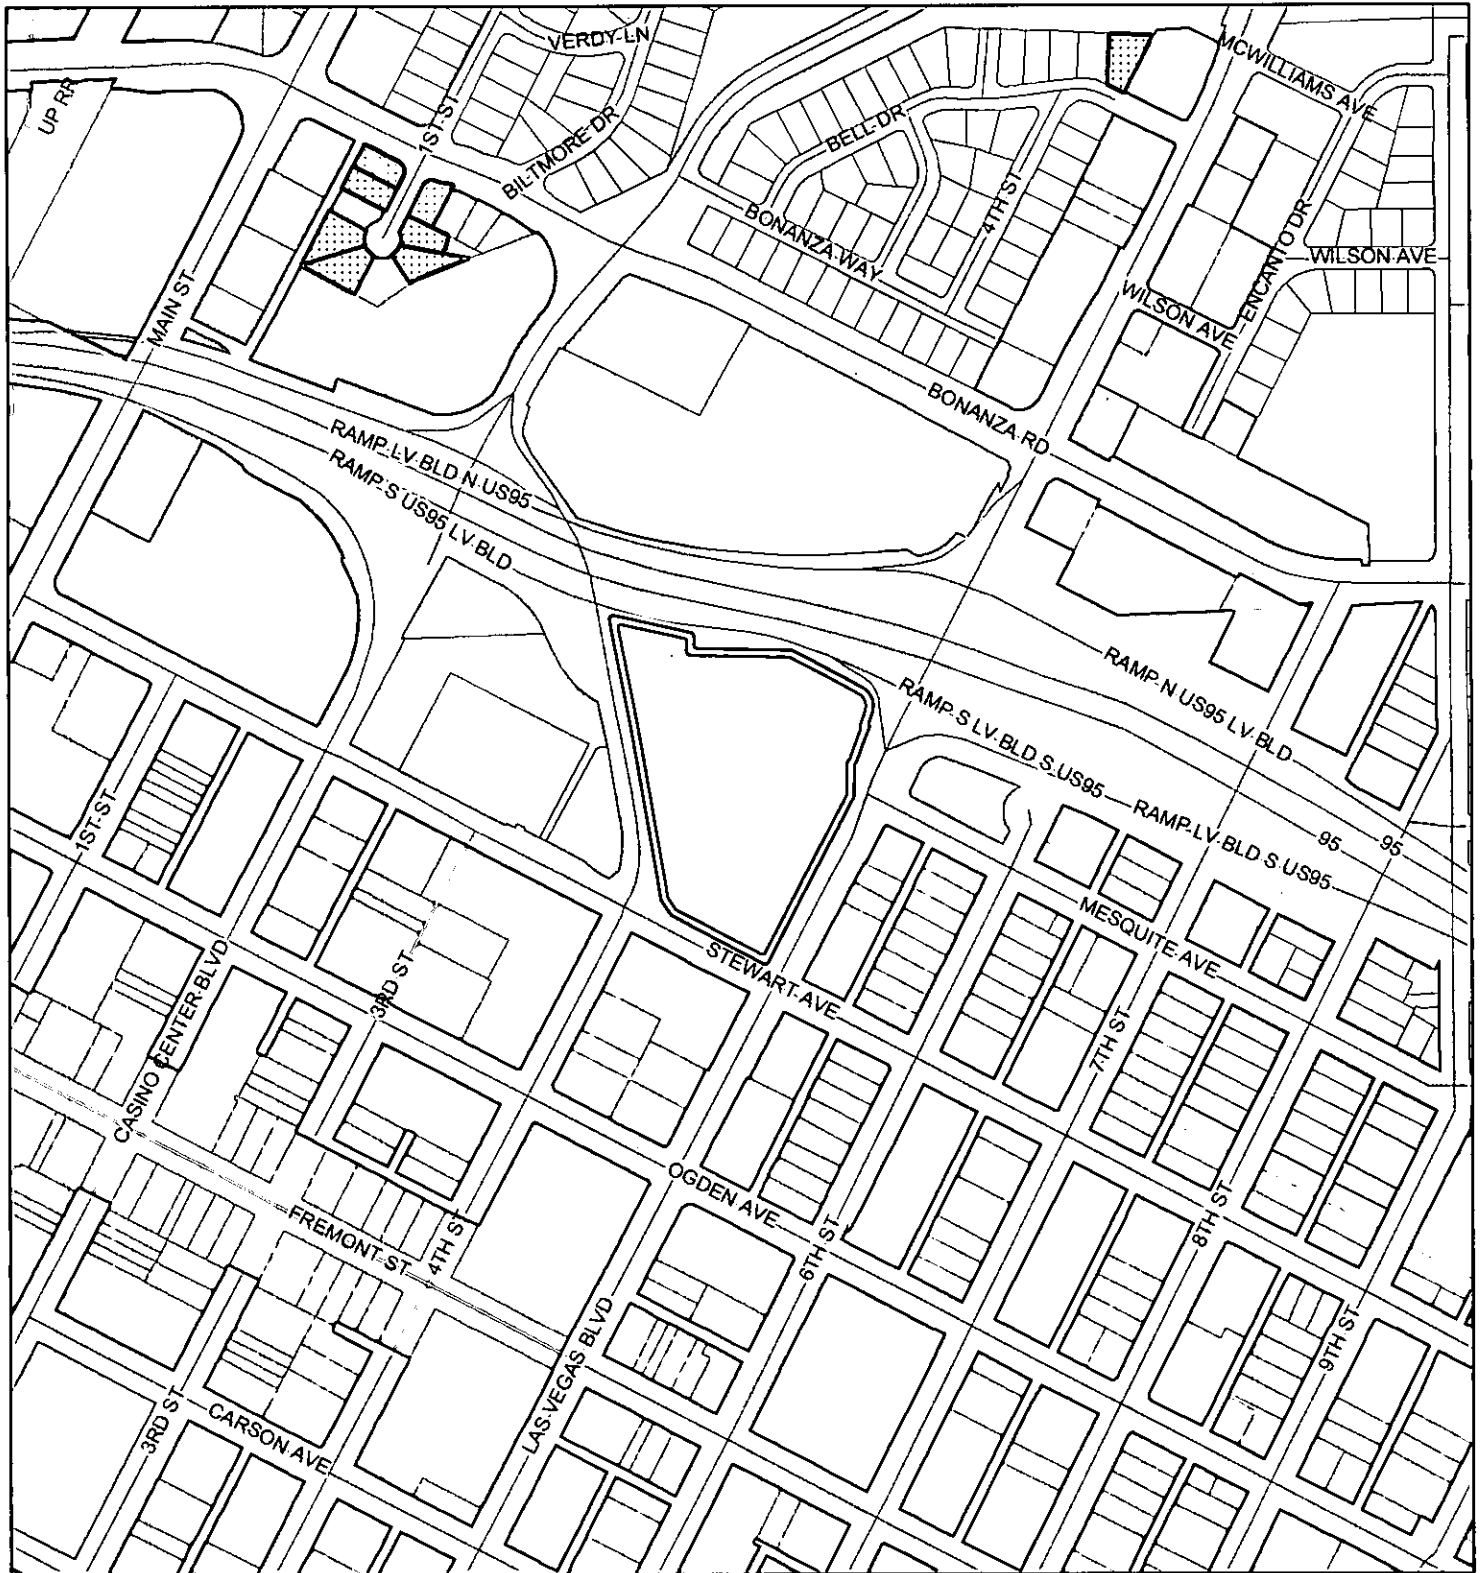 VERDY LN
MCWILLIAMS AVE
UP RR
1ST ST
BILTMORE DR
BELL DR
4TH ST
BONANZA WAY
ENCANTO DR
WILSON AVE
WILSON AVE
MAIN ST
BONANZA RD
RAMP LV BLD N US95
RAMP S US95 LV BLD
RAMP N US95 LV BLD
RAMP S LV BLD S US95
RAMP LV BLD S US95
95
95
1ST ST
MESQUITE AVE
STEWART AVE
CASINO CENTER BLVD
3RD ST
7TH ST
OGDEN AVE
FREMONT ST
4TH ST
6TH ST
8TH ST
LAS VEGAS BLVD
9TH ST
3RD ST
CARSON AVE